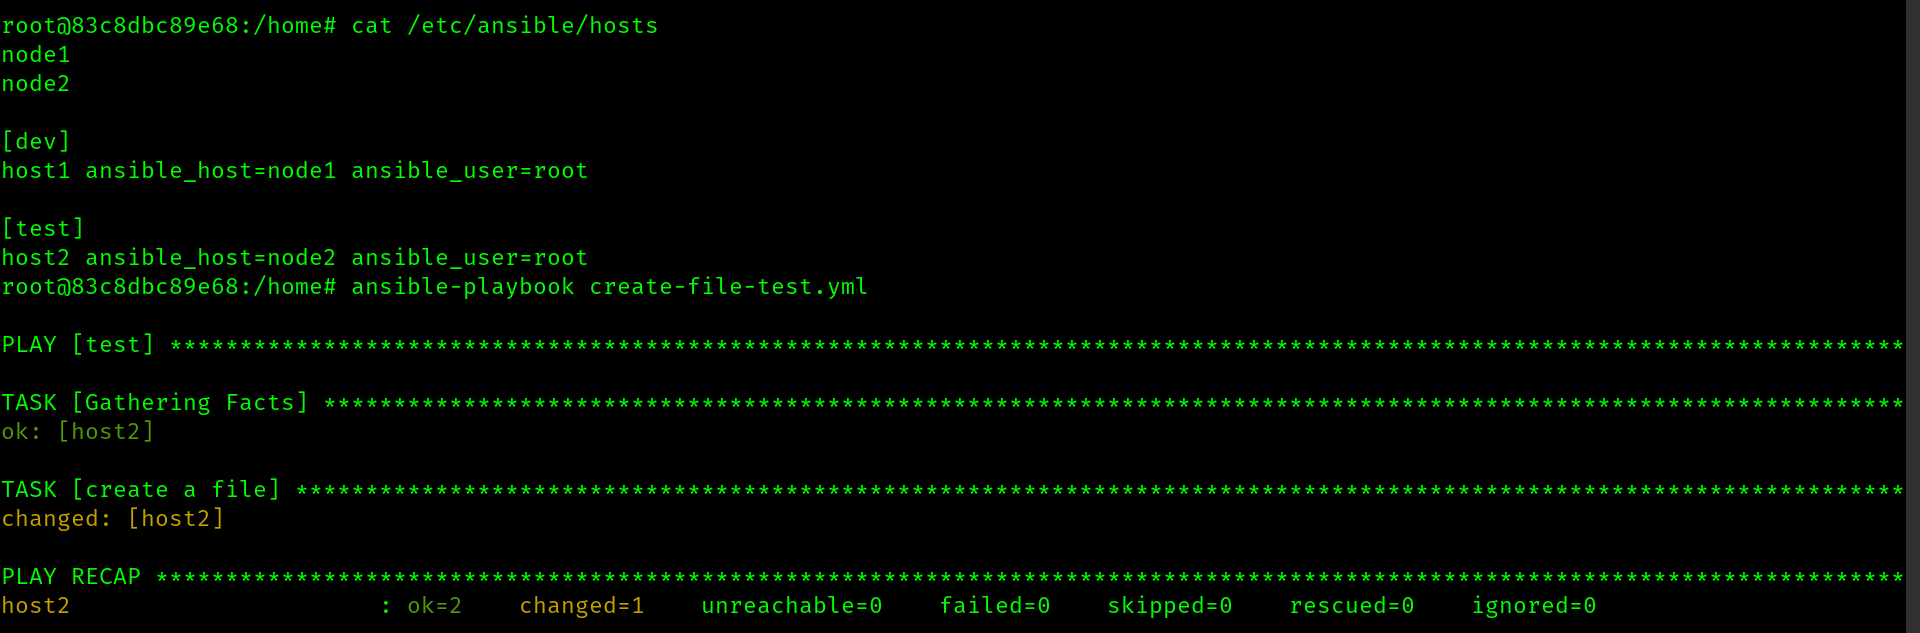 root@83c8dbc89e68:/home# cat /etc/ansible/hosts
node1
node2
[dev]
host1 ansible_host=node1 ansible_user=root
[test]
host2 ansible_host=node2 ansible_user=root
root@83c8dbc89e68:/home# ansible-playbook create-file-test.yml
PLAY [test] ****************************************************************************************************************************
TASK [Gathering Facts] *****************************************************************************************************************
ok: [host2]
TASK [create a file] *******************************************************************************************************************
changed: [host2]
PLAY RECAP *****************************************************************************************************************************
host2                      : ok=2    changed=1    unreachable=0    failed=0    skipped=0    rescued=0    ignored=0